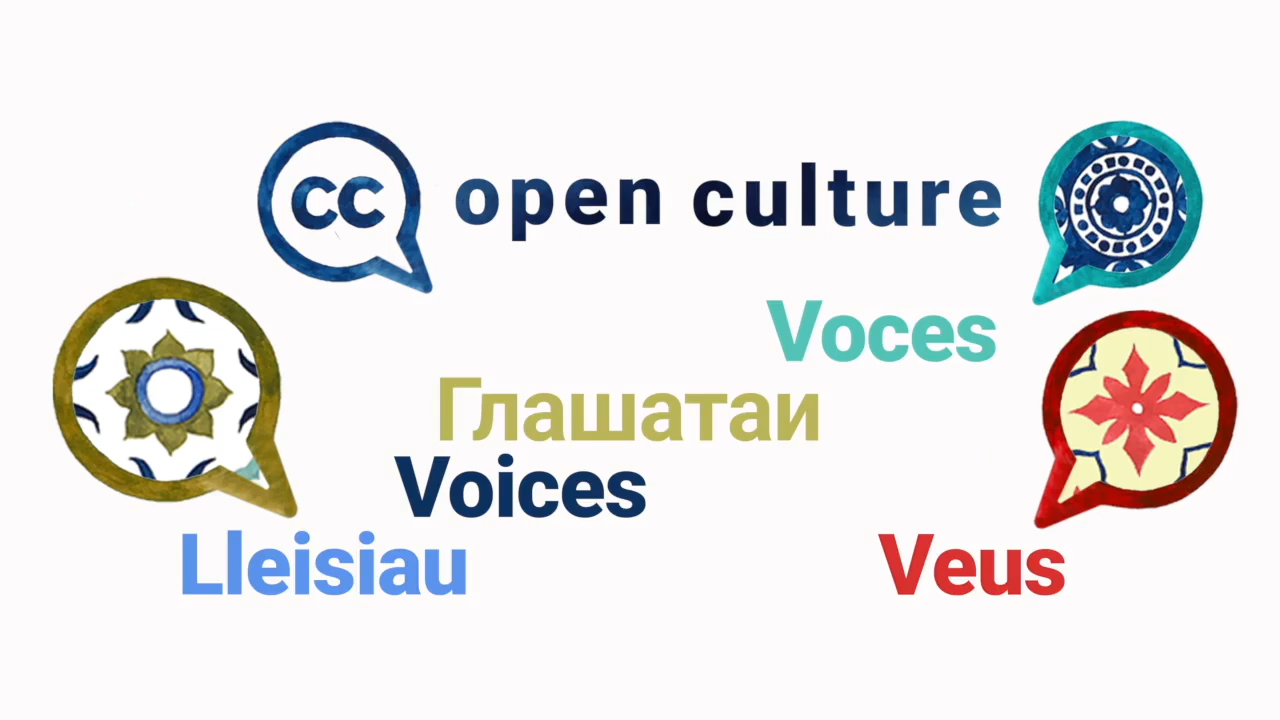 cc open culture
Voces
Глашатаи
Voices
Lleisiau
Veus